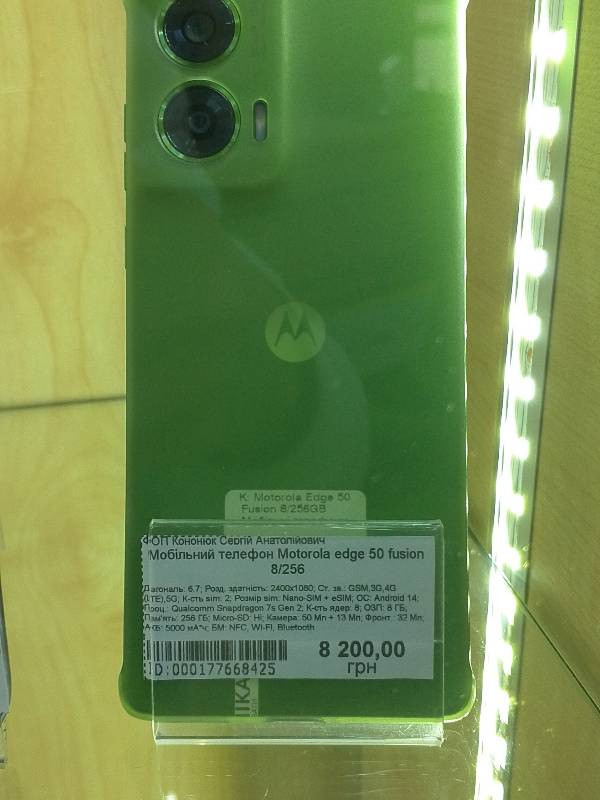 K: Motorola Edge 50
Fusion 8/256GB
ФОП Кононюк Сергій Анатолійович
Мобільний телефон Motorola edge 50 fusion
8/256
Діагональ: 6.7; Розд. здатність: 2400x1080; Ст. зв.: GSM,3G,4G
(LTE),5G; К-сть sim: 2; Розмір sim: Nano-SIM + eSIM; ОС: Android 14;
Проц.: Qualcomm Snapdragon 7s Gen 2; К-сть ядер: 8; ОЗП: 8 ГБ;
Пам'ять: 256 ГБ; Micro-SD: Ні; Камера: 50 Мп + 13 Мп; Фронт.: 32 Мп;
АКБ: 5000 мА*ч; БМ: NFC, WI-FI, Bluetooth
ID:000177668425
8 200,00
грн